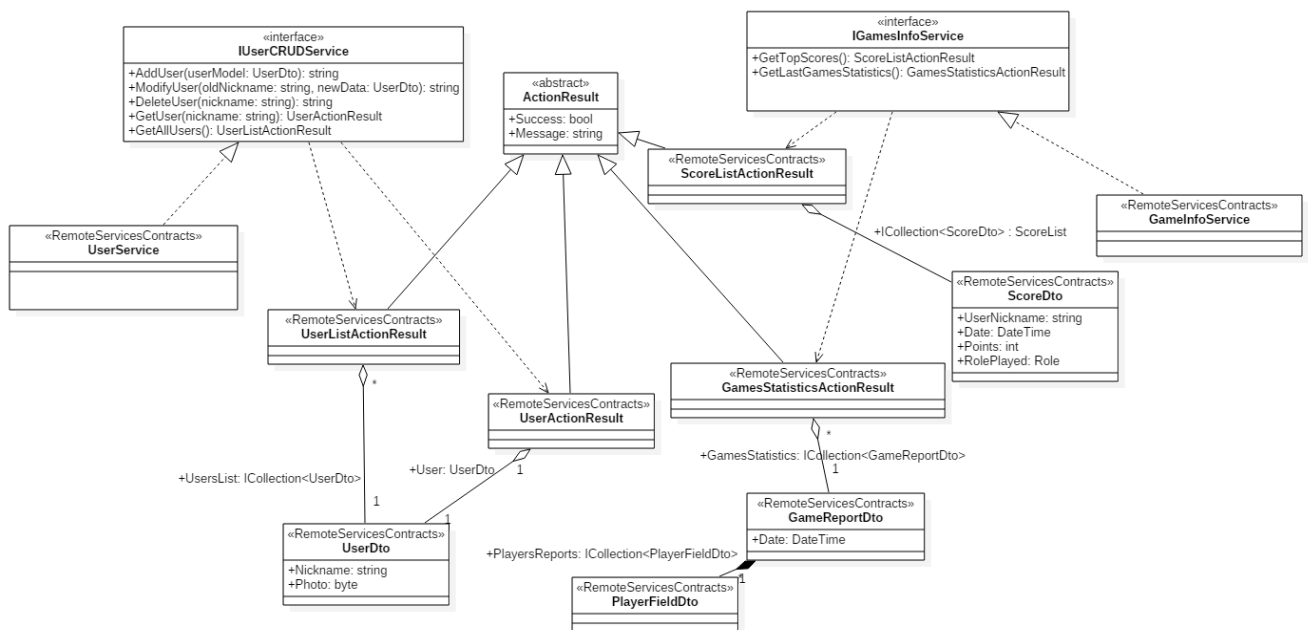 «interface»
IUserCRUDService
+AddUser(userModel: UserDto): string
+ModifyUser(oldNickname: string, newData: UserDto): string
+DeleteUser(nickname: string): string
+GetUser(nickname: string): UserActionResult
+GetAllUsers(): UserListActionResult
«interface»
IGamesInfoService
+GetTopScores(): ScoreListActionResult
+GetLastGamesStatistics(): GamesStatisticsActionResult
«abstract»
ActionResult
+Success: bool
+Message: string
«RemoteServicesContracts»
ScoreListActionResult
«RemoteServicesContracts»
GameInfoService
«RemoteServicesContracts»
UserService
+ICollection<ScoreDto> : ScoreList
«RemoteServicesContracts»
ScoreDto
+UserNickname: string
+Date: DateTime
+Points: int
+RolePlayed: Role
«RemoteServicesContracts»
UserListActionResult
*
«RemoteServicesContracts»
GamesStatisticsActionResult
*
«RemoteServicesContracts»
UserActionResult
+GamesStatistics: ICollection<GameReportDto>
1
+UsersList: ICollection<UserDto>
1
+User: UserDto
1
1
«RemoteServicesContracts»
UserDto
+Nickname: string
+Photo: byte
«RemoteServicesContracts»
GameReportDto
+Date: DateTime
+PlayersReports: ICollection<PlayerFieldDto>
1
«RemoteServicesContracts»
PlayerFieldDto